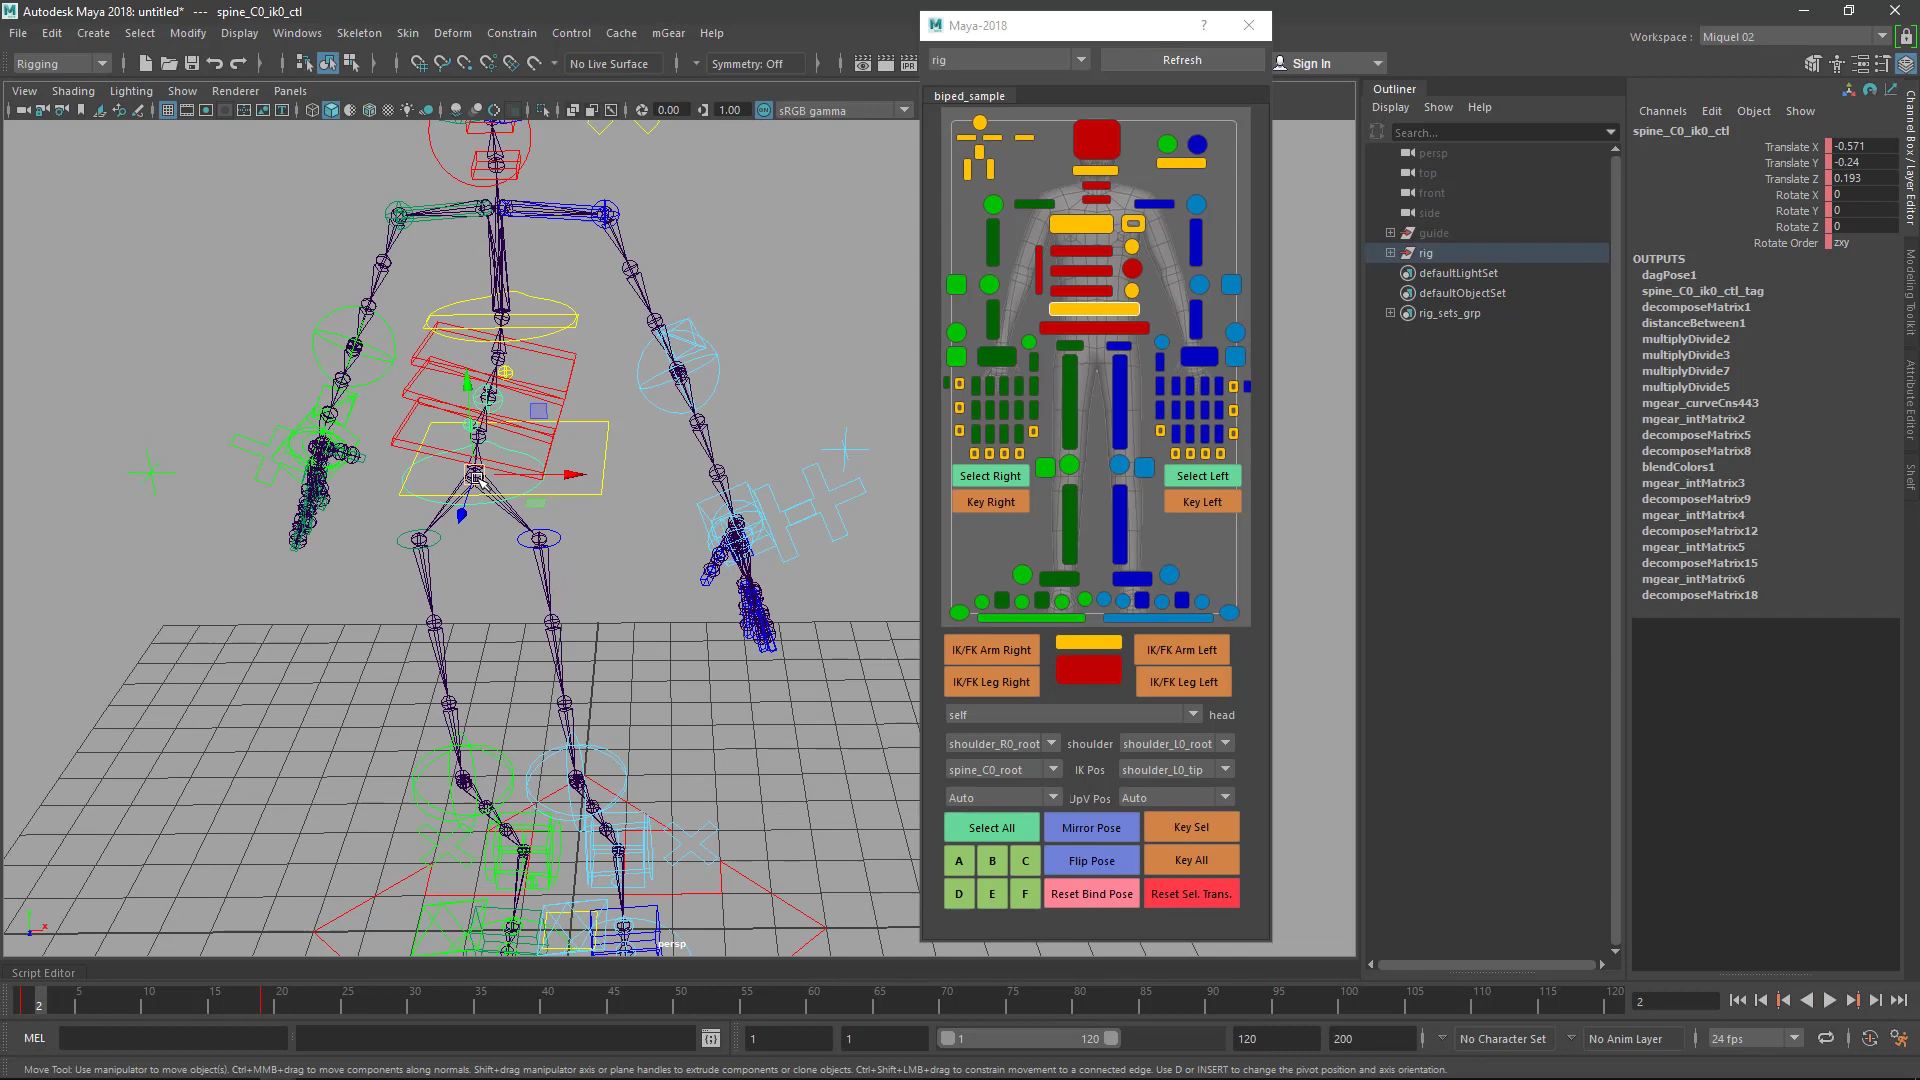 Autodesk Maya 2018: untitled* --- spine_C0_ik0_ctl
File Edit Create Select Modify Display Windows Skeleton Skin Deform Constrain Control Cache mGear Help
Workspace : Miquel 02
Rigging No Live Surface Symmetry: Off IPR Sign In
View Shading Lighting Show Renderer Panels
0.00 1.00 ON sRGB gamma
Maya-2018 ?
rig Refresh
biped_sample
Select Right Select Left
Key Right Key Left
IK/FK Arm Right IK/FK Arm Left
IK/FK Leg Right IK/FK Leg Left
self head
shoulder_R0_root shoulder shoulder_L0_root
spine_C0_root IK Pos shoulder_L0_tip
Auto UpV Pos Auto
Select All Mirror Pose Key Sel
A B C Flip Pose Key All
D E F Reset Bind Pose Reset Sel. Trans.
persp
x
Outliner
Display Show Help
Search...
persp
top
front
side
guide
rig
defaultLightSet
defaultObjectSet
rig_sets_grp
Channels Edit Object Show
spine_C0_ik0_ctl
Translate X -0.571
Translate Y -0.24
Translate Z 0.193
Rotate X 0
Rotate Y 0
Rotate Z 0
Rotate Order zxy
OUTPUTS
dagPose1
spine_C0_ik0_ctl_tag
decomposeMatrix1
distanceBetween1
multiplyDivide2
multiplyDivide3
multiplyDivide7
multiplyDivide5
mgear_curveCns443
mgear_intMatrix2
decomposeMatrix5
decomposeMatrix8
blendColors1
mgear_intMatrix3
decomposeMatrix9
mgear_intMatrix4
decomposeMatrix12
mgear_intMatrix5
decomposeMatrix15
mgear_intMatrix6
decomposeMatrix18
Channel Box / Layer Editor
Modeling Toolkit
Attribute Editor
Shelf
Script Editor
2 5 10 15 20 25 30 35 40 45 50 55 60 65 70 75 80 85 90 95 100 105 110 115 120 2
MEL 1 1 1 120 120 200 No Character Set No Anim Layer 24 fps
Move Tool: Use manipulator to move object(s). Ctrl+MMB+drag to move components along normals. Shift+drag manipulator axis or plane handles to extrude components or clone objects. Ctrl+Shift+LMB+drag to constrain movement to a connected edge. Use D or INSERT to change the pivot position and axis orientation.